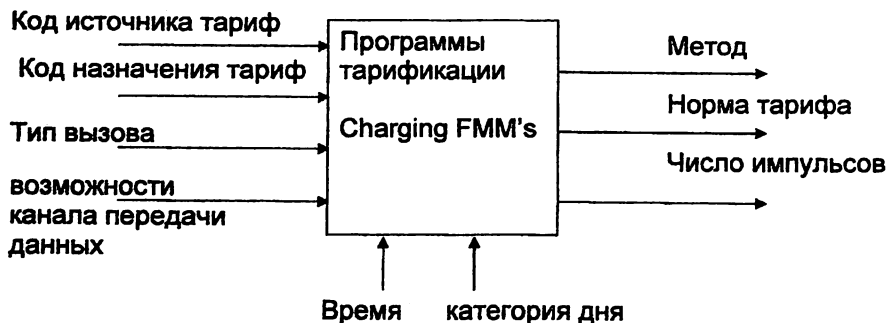 Код источника тариф
Код назначения тариф
Тип вызова
возможности
канала передачи
данных
Программы
тарификации
Charging FMM's
Метод
Норма тарифа
Число импульсов
Время
категория дня